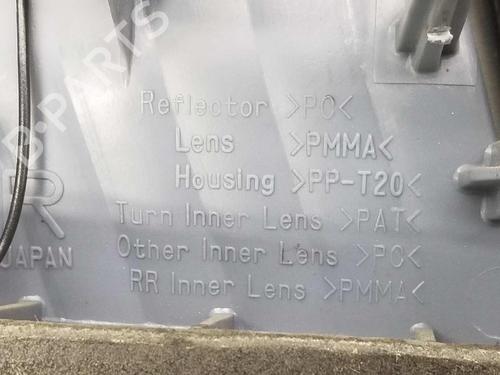 Reflector >PC<
Lens >PMMA<
Housing >PP-T20<
Turn Inner Lens >PAT<
Other Inner Lens >PC<
RR Inner Lens >PMMA<
R
JAPAN
B-PARTS